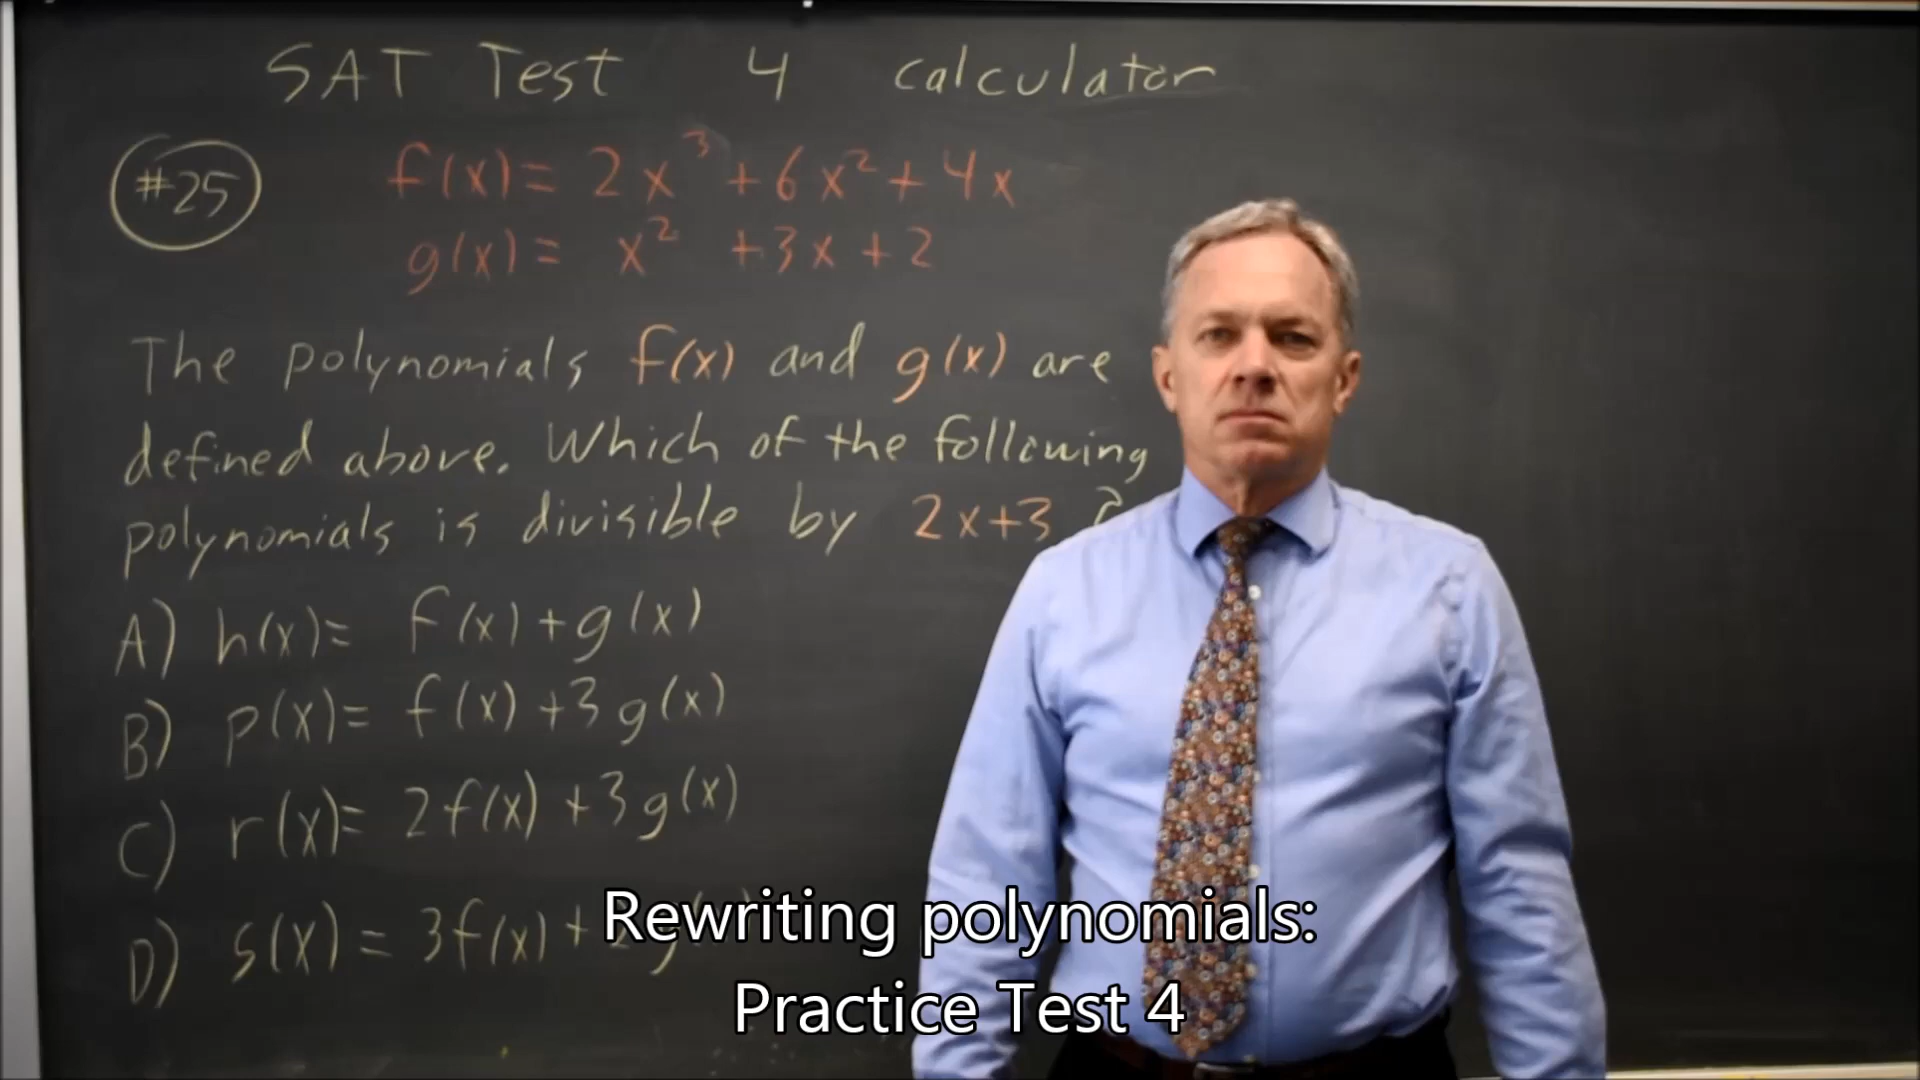 SAT Test 4 calculator
#25 f(x)= 2x³+6x²+4x
g(x)= x² +3x+2
The polynomials f(x) and g(x) are
defined above. Which of the following
polynomials is divisible by 2x+3 ?
A) h(x)= f(x)+g(x)
B) p(x)= f(x)+3g(x)
C) r(x)= 2f(x)+3g(x)
D) s(x)= 3f(x)+
Rewriting polynomials:
Practice Test 4